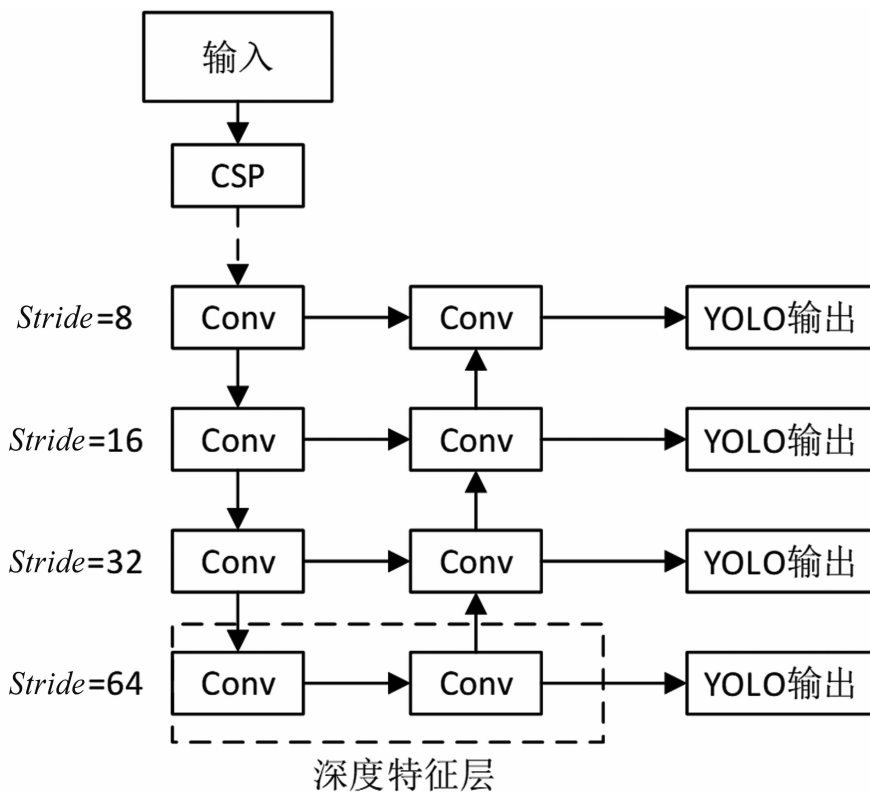 输入
CSP
Stride=8
Conv
Conv
YOLO输出
Stride=16
Conv
Conv
YOLO输出
Stride=32
Conv
Conv
YOLO输出
Stride=64
Conv
Conv
YOLO输出
深度特征层